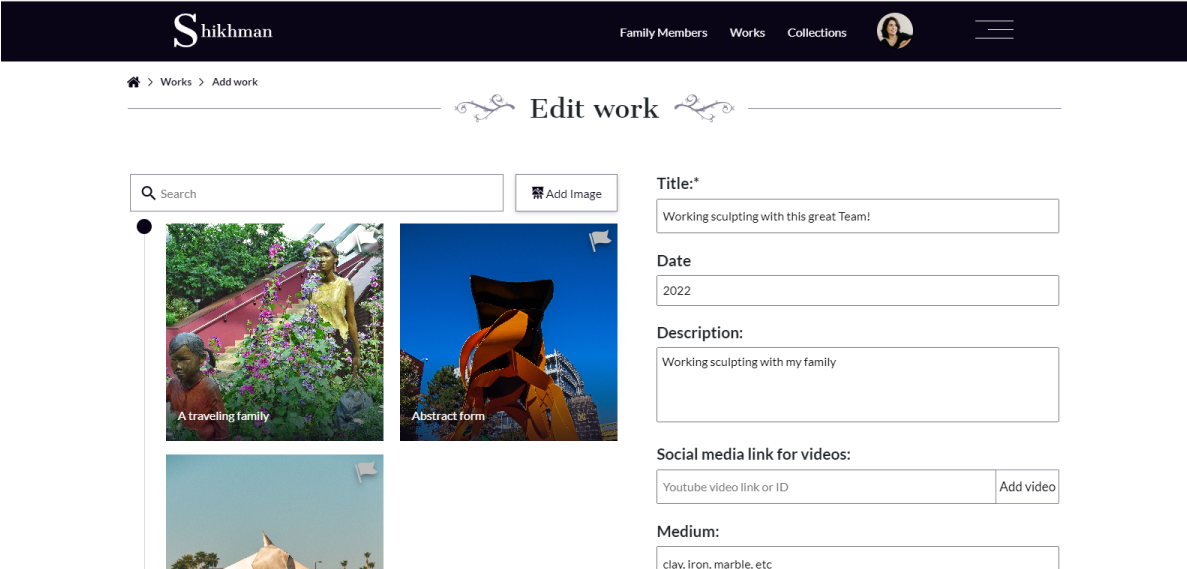 Shikhman
Family Members
Works
Collections
Works
Add work
Edit work
Search
Add Image
A traveling family
Abstract form
Title:*
Working sculpting with this great Team!
Date
2022
Description:
Working sculpting with my family
Social media link for videos:
Youtube video link or ID
Add video
Medium:
clay, iron, marble, etc